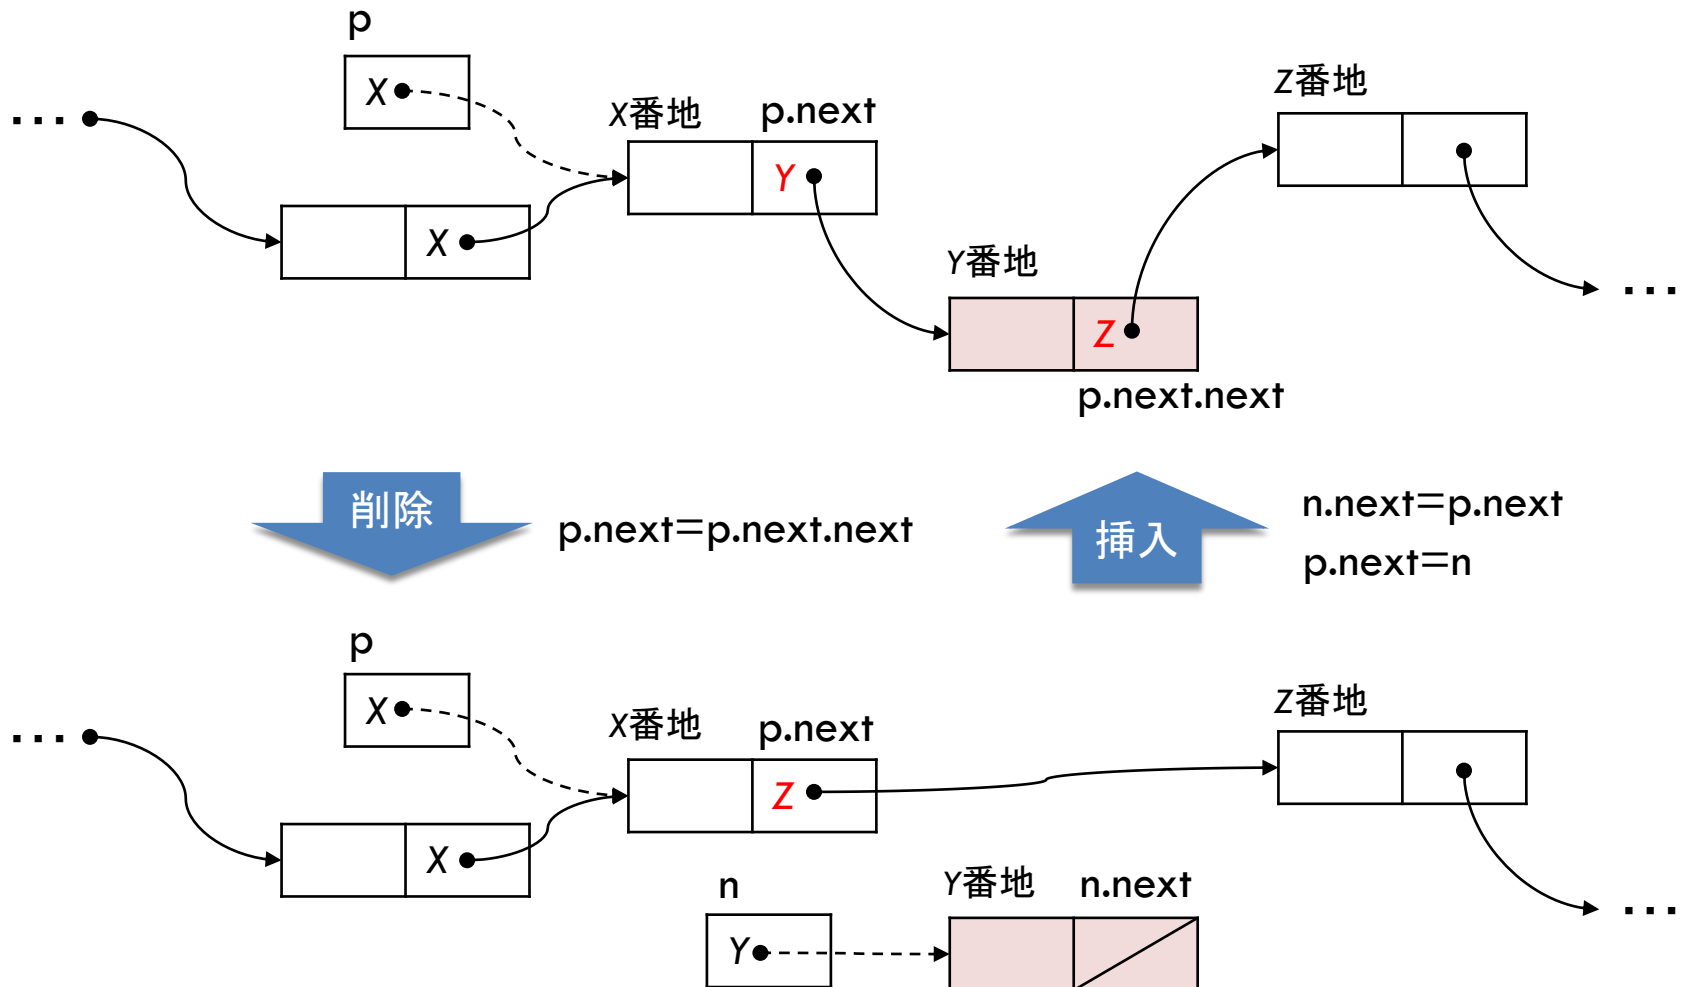 p
X
...
X番地 p.next
Z番地
Y
X
Y番地
...
Z
p.next.next
削除
p.next=p.next.next
挿入
n.next=p.next
p.next=n
p
X
...
X番地 p.next
Z番地
Z
X
n
Y番地 n.next
...
Y